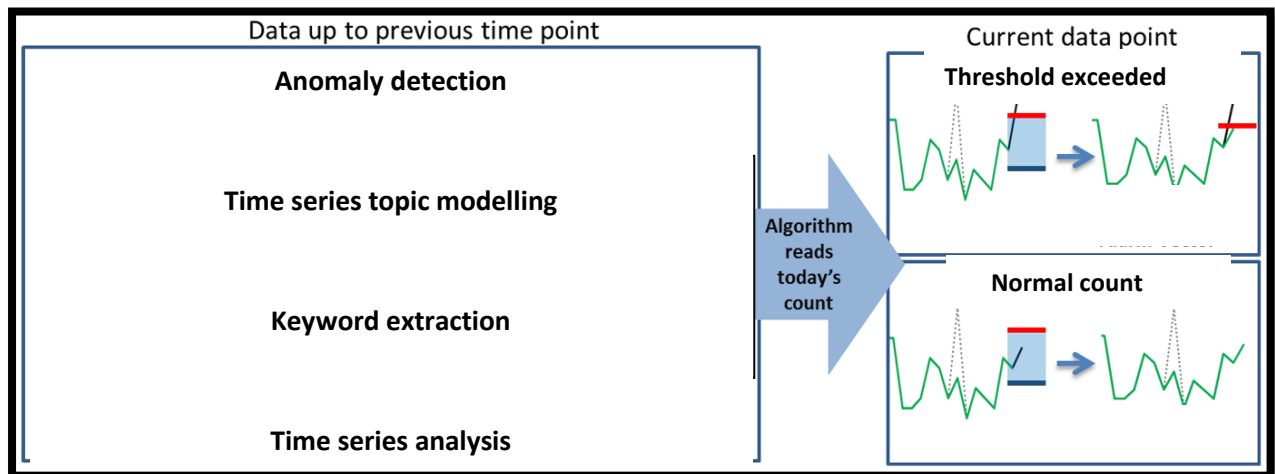 Data up to previous time point
Anomaly detection
Time series topic modelling
Keyword extraction
Time series analysis
Algorithm
reads
today's
count
Current data point
Threshold exceeded
Normal count